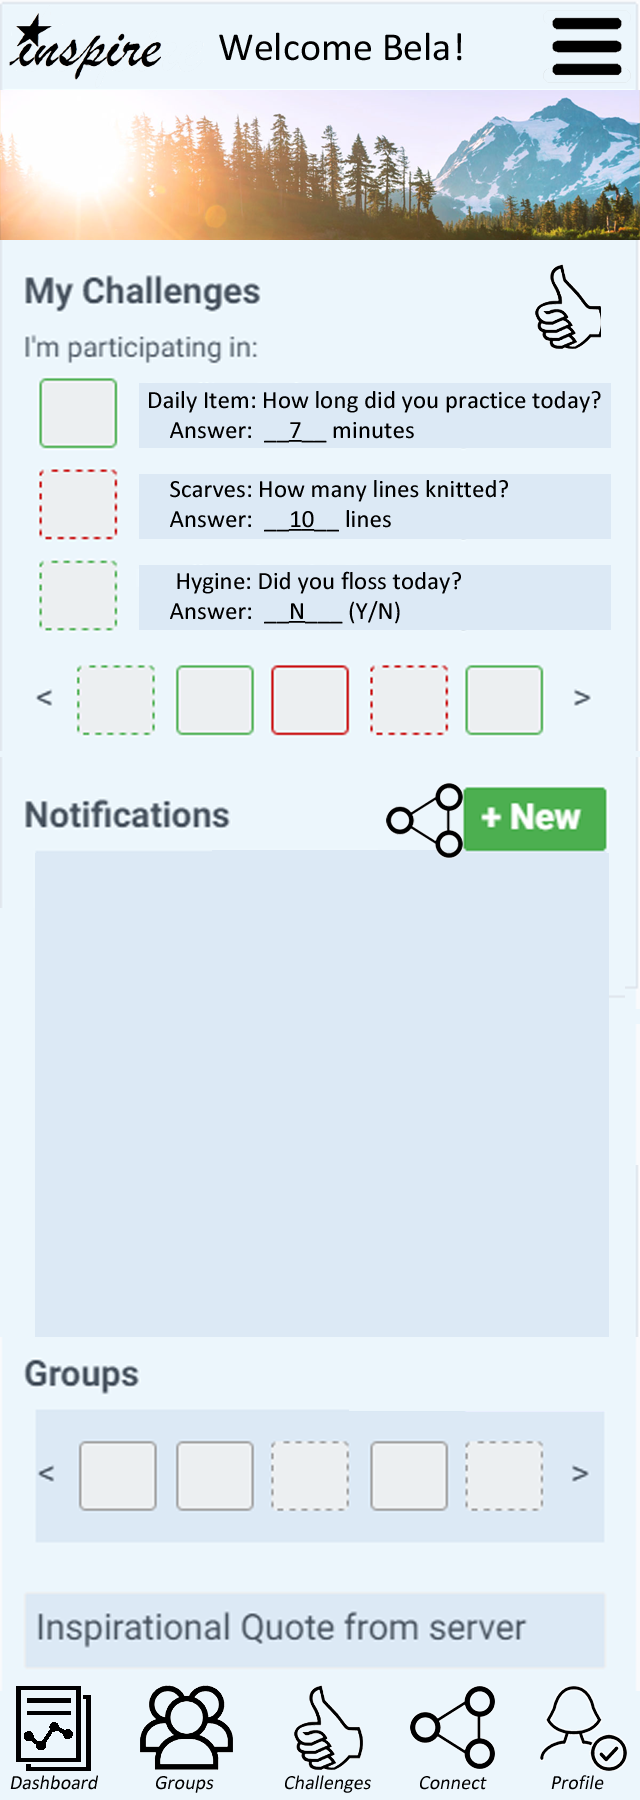 inspire
Welcome Bela!
My Challenges
I'm participating in:
Daily Item: How long did you practice today?
Answer: __7__ minutes
Scarves: How many lines knitted?
Answer: __10__ lines
Hygine: Did you floss today?
Answer: __N___ (Y/N)
< >
Notifications
+ New
Groups
< >
Inspirational Quote from server
Dashboard Groups Challenges Connect Profile